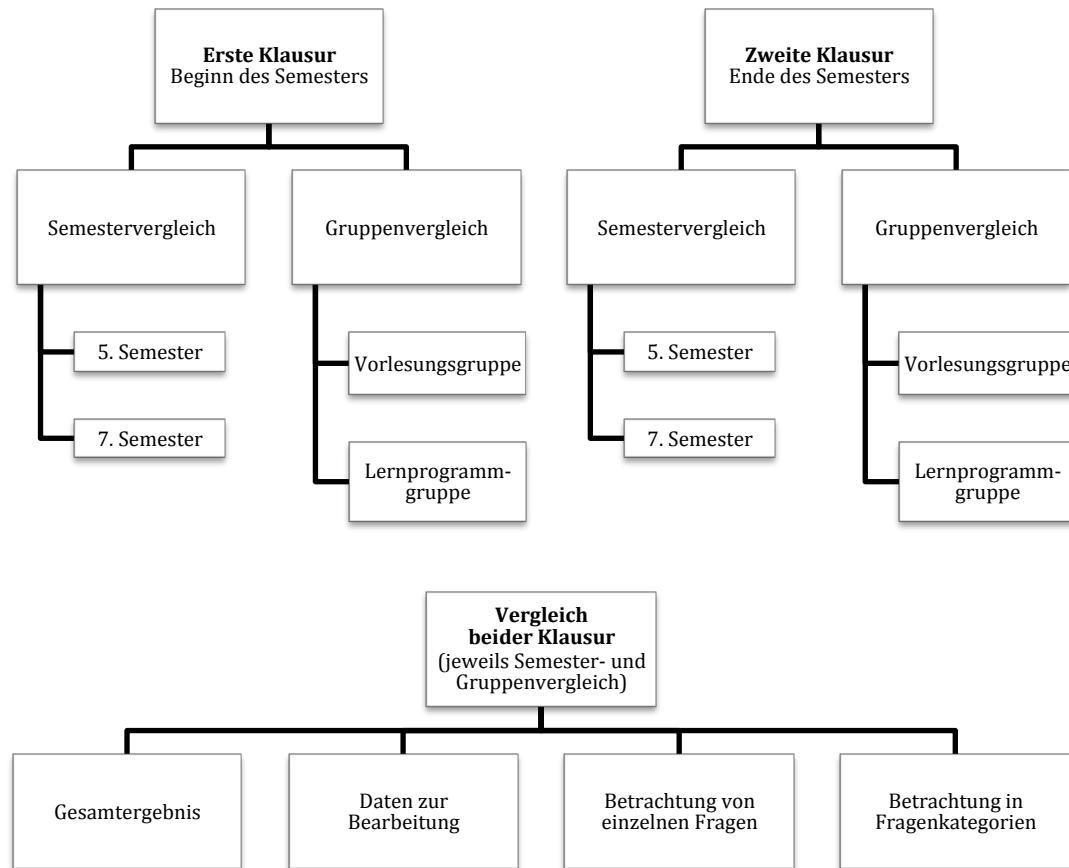 Erste Klausur
Beginn des Semesters
Semestervergleich
5. Semester
7. Semester
Gruppenvergleich
Vorlesungsgruppe
Lernprogramm-
gruppe
Zweite Klausur
Ende des Semesters
Semestervergleich
5. Semester
7. Semester
Gruppenvergleich
Vorlesungsgruppe
Lernprogramm-
gruppe
Vergleich
beider Klausur
(jeweils Semester- und
Gruppenvergleich)
Gesamtergebnis
Daten zur
Bearbeitung
Betrachtung von
einzelnen Fragen
Betrachtung in
Fragenkategorien